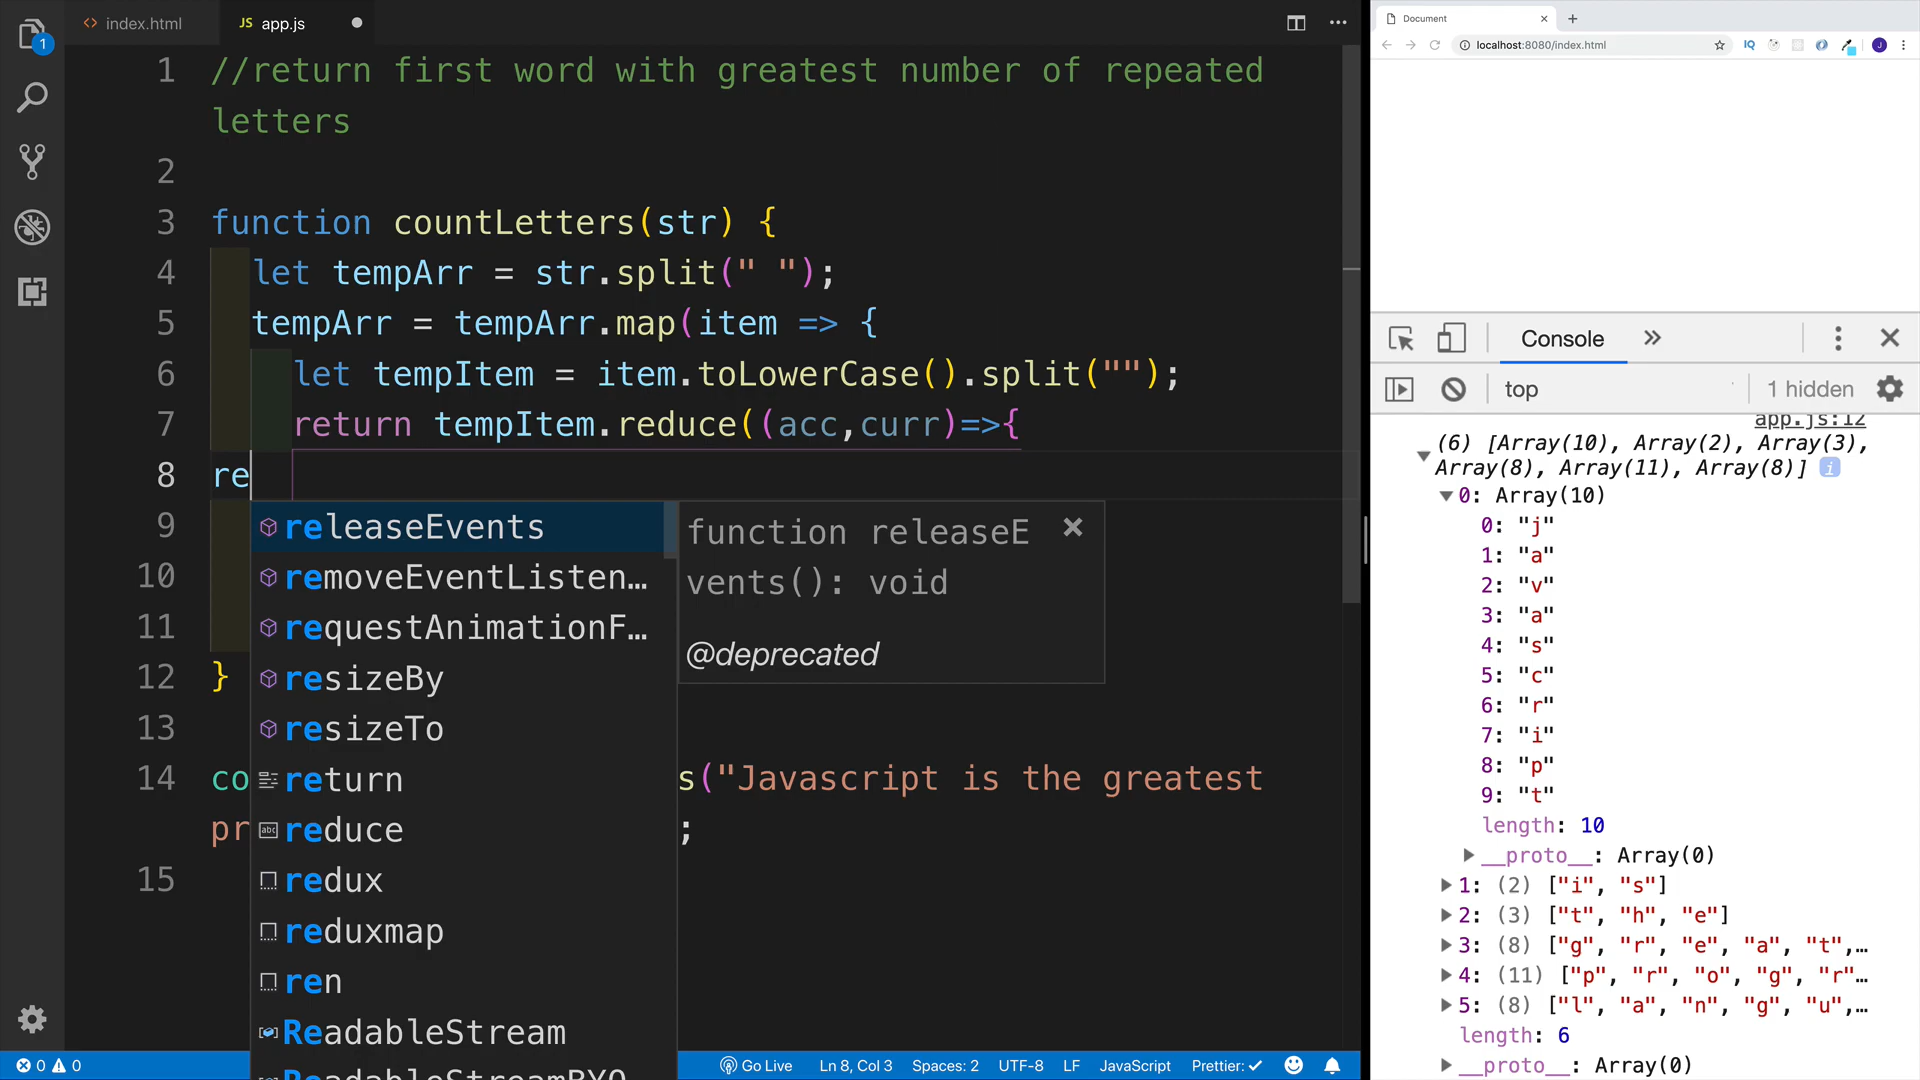 1
index.html
JS app.js
1 //return first word with greatest number of repeated
letters
2
3 function countLetters(str) {
4 let tempArr = str.split(" ");
5 tempArr = tempArr.map(item => {
6 let tempItem = item.toLowerCase().split("");
7 return tempItem.reduce((acc,curr)=>{
8 re
9
10
11
12 }
13
14 co s("Javascript is the greatest
pr ;
15
releaseEvents
removeEventListen…
requestAnimationF…
resizeBy
resizeTo
return
abc reduce
redux
reduxmap
ren
ReadableStream
ReadableStreamBYO
function releaseE
vents(): void
@deprecated
0 0
Go Live
Ln 8, Col 3
Spaces: 2
UTF-8
LF
JavaScript
Prettier: ✓
Document
localhost:8080/index.html
IQ
J
Console
top
1 hidden
app.js:12
(6) [Array(10), Array(2), Array(3),
Array(8), Array(11), Array(8)] i
0: Array(10)
0: "j"
1: "a"
2: "v"
3: "a"
4: "s"
5: "c"
6: "r"
7: "i"
8: "p"
9: "t"
length: 10
__proto__: Array(0)
1: (2) ["i", "s"]
2: (3) ["t", "h", "e"]
3: (8) ["g", "r", "e", "a", "t",…
4: (11) ["p", "r", "o", "g", "r"…
5: (8) ["l", "a", "n", "g", "u",…
length: 6
__proto__: Array(0)